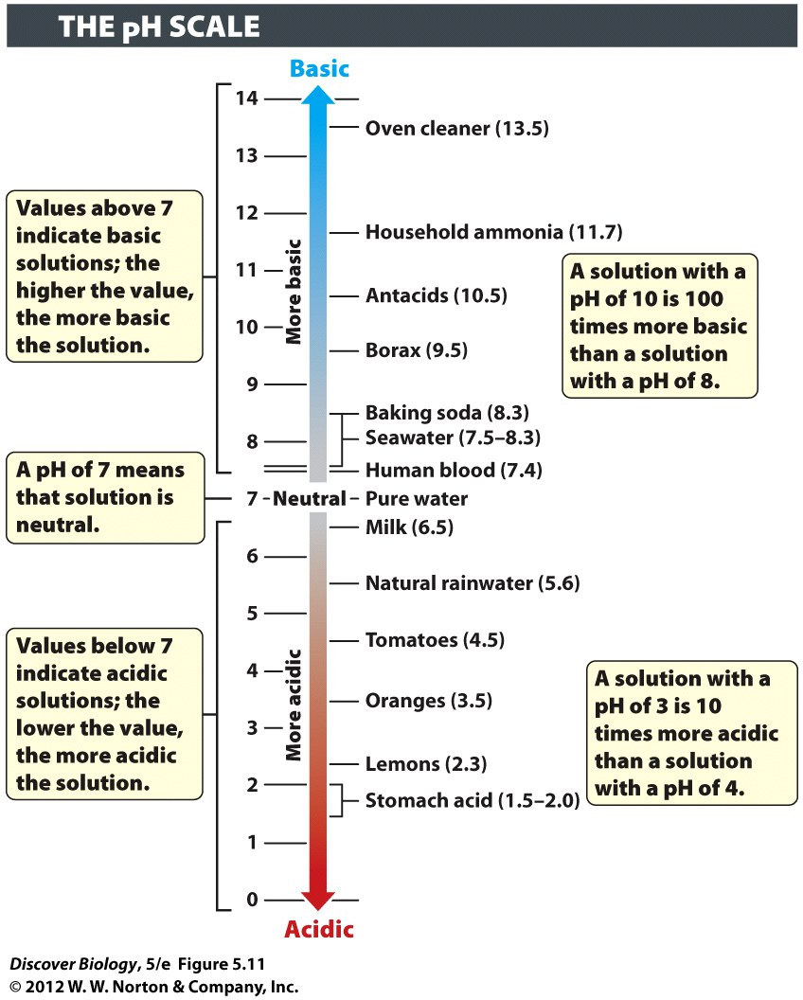 THE pH SCALE
Basic
14
Oven cleaner (13.5)
13
Values above 7
indicate basic
solutions; the
higher the value,
the more basic
the solution.
12
Household ammonia (11.7)
More basic
11
A solution with a
pH of 10 is 100
times more basic
than a solution
with a pH of 8.
Antacids (10.5)
10
Borax (9.5)
9
Baking soda (8.3)
8
Seawater (7.5–8.3)
Human blood (7.4)
A pH of 7 means
that solution is
neutral.
7 – Neutral – Pure water
Milk (6.5)
6
Natural rainwater (5.6)
5
Values below 7
indicate acidic
solutions; the
lower the value,
the more acidic
the solution.
Tomatoes (4.5)
More acidic
4
Oranges (3.5)
A solution with a
pH of 3 is 10
times more acidic
than a solution
with a pH of 4.
3
Lemons (2.3)
2
Stomach acid (1.5–2.0)
1
0
Acidic
Discover Biology, 5/e Figure 5.11
© 2012 W. W. Norton & Company, Inc.